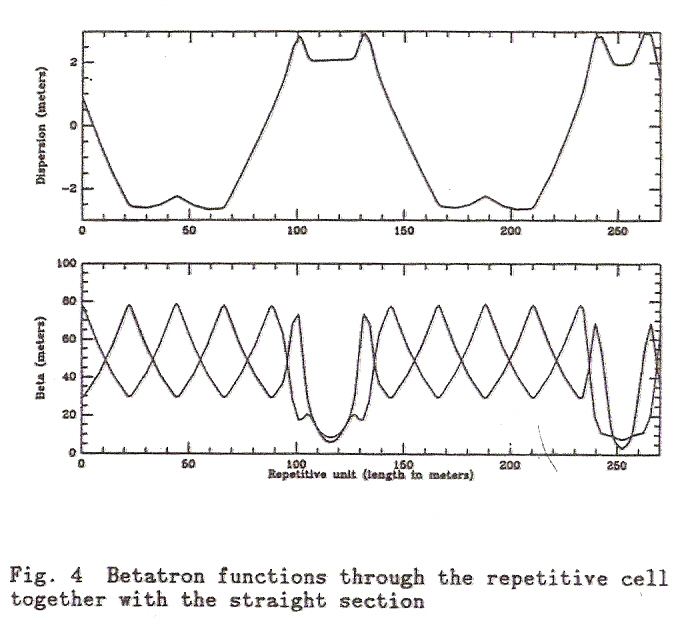 Dispersion (meters)
2
0
-2
0 50 100 150 200 250
Beta (meters)
100
80
60
40
20
0
0 50 100 150 200 250
Repetitive unit (length in meters)
Fig. 4 Betatron functions through the repetitive cell
together with the straight section